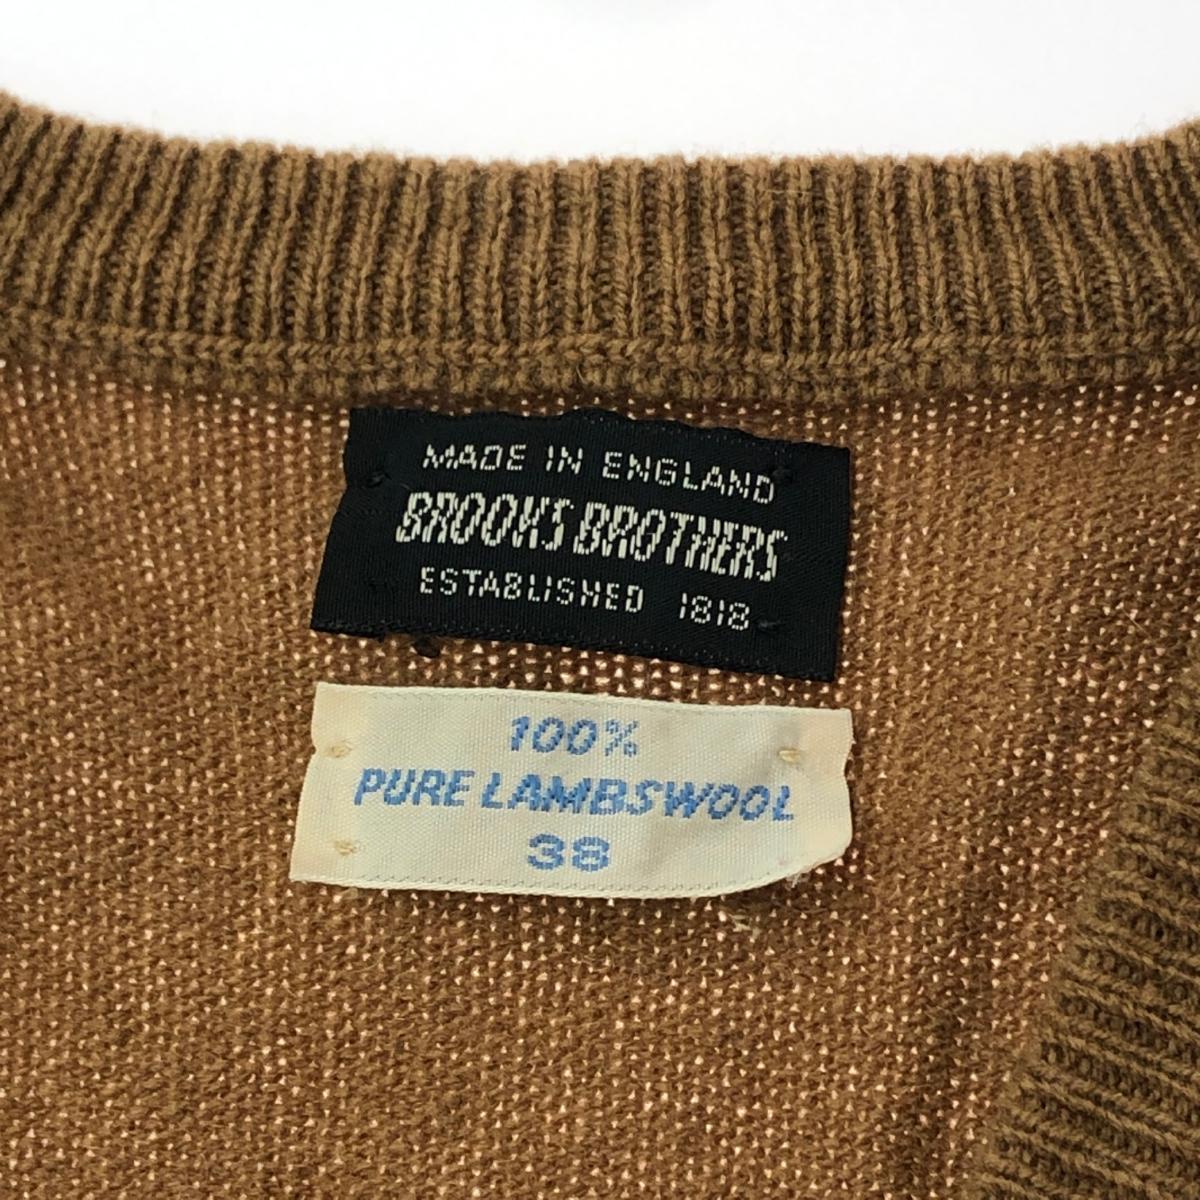 MADE IN ENGLAND
BROOKS BROTHERS
ESTABLISHED 1818
100%
PURE LAMBSWOOL
38